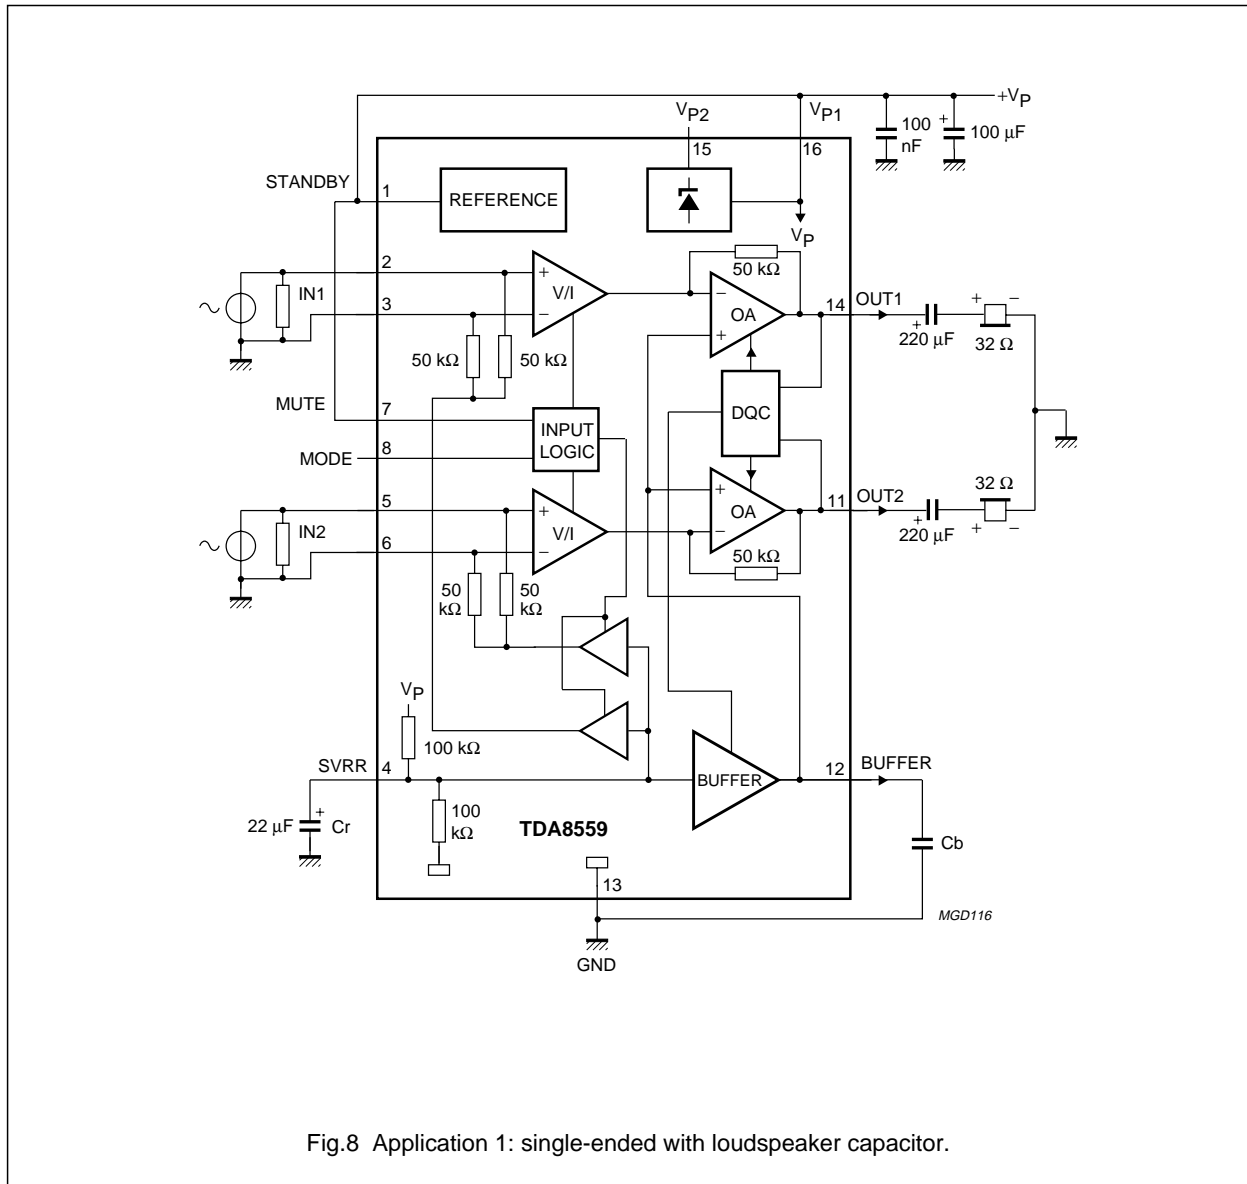 +VP
VP2
VP1
100
nF
+
100 µF
15
16
STANDBY
1
REFERENCE
VP
2
IN1
3
+
V/I
−
50 kΩ
50 kΩ
50 kΩ
−
OA
+
14
OUT1
+
220 µF
+
−
32 Ω
MUTE
7
MODE
8
INPUT
LOGIC
DQC
5
IN2
6
+
V/I
−
50
kΩ
50
kΩ
+
OA
−
50 kΩ
11
OUT2
+
220 µF
32 Ω
+
−
VP
100 kΩ
SVRR
4
22 µF
+
Cr
100
kΩ
TDA8559
BUFFER
12
BUFFER
Cb
13
GND
MGD116
Fig.8 Application 1: single-ended with loudspeaker capacitor.